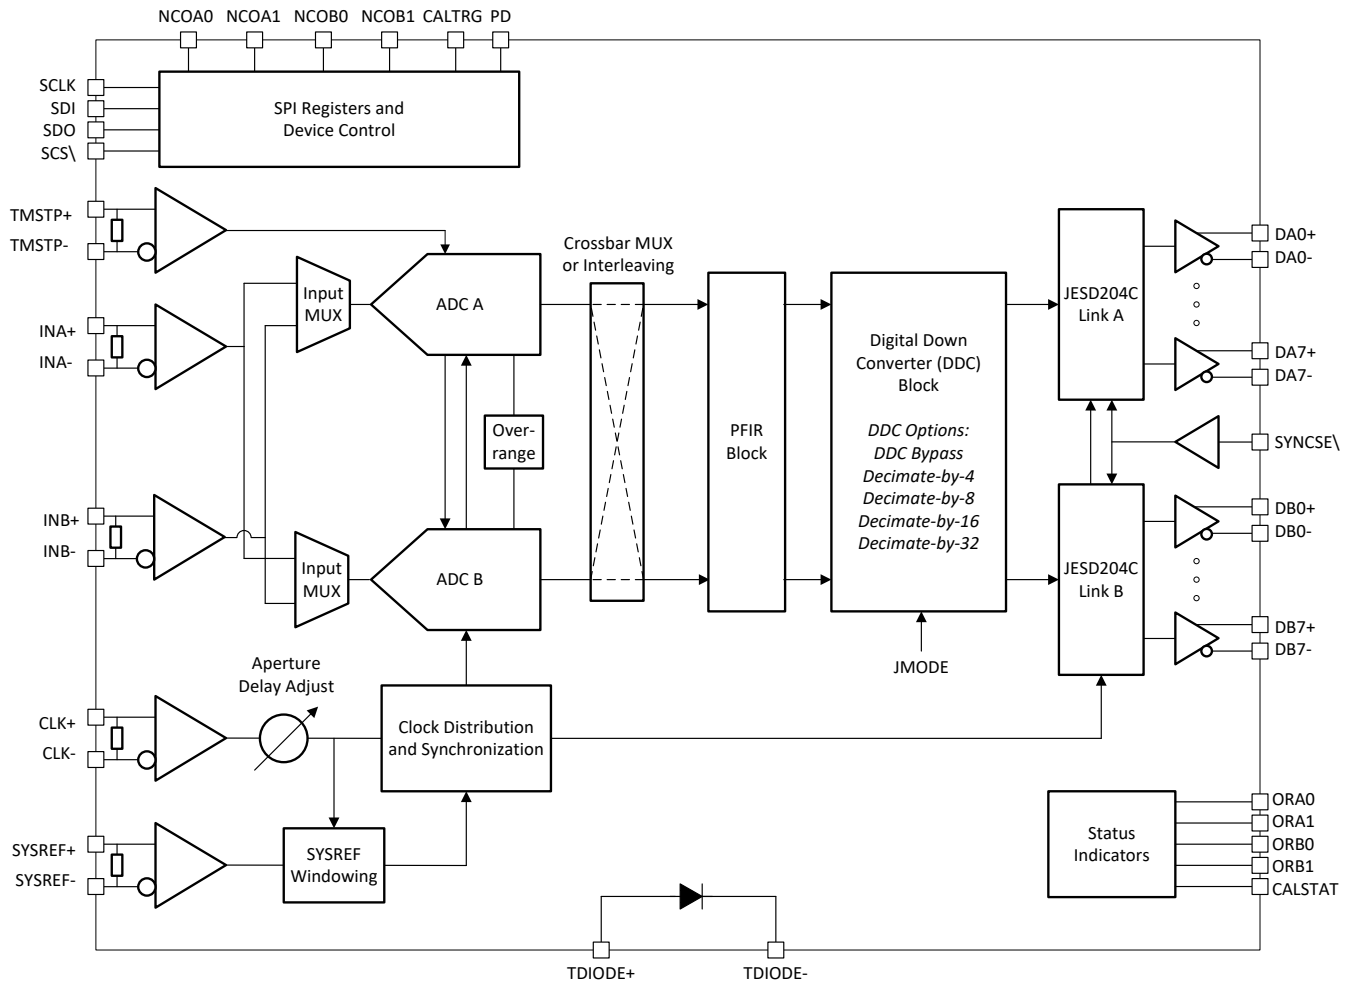 NCOA0 NCOA1 NCOB0 NCOB1 CALTRG PD
SCLK
SDI
SDO
SCS\
SPI Registers and
Device Control
TMSTP+
TMSTP-
INA+
INA-
INB+
INB-
Input
MUX
ADC A
Over-
range
Input
MUX
ADC B
Crossbar MUX
or Interleaving
PFIR
Block
Digital Down
Converter (DDC)
Block
DDC Options:
DDC Bypass
Decimate-by-4
Decimate-by-8
Decimate-by-16
Decimate-by-32
JMODE
JESD204C
Link A
JESD204C
Link B
DA0+
DA0-
DA7+
DA7-
SYNCSE\
DB0+
DB0-
DB7+
DB7-
Aperture
Delay Adjust
CLK+
CLK-
Clock Distribution
and Synchronization
SYSREF+
SYSREF-
SYSREF
Windowing
Status
Indicators
ORA0
ORA1
ORB0
ORB1
CALSTAT
TDIODE+
TDIODE-